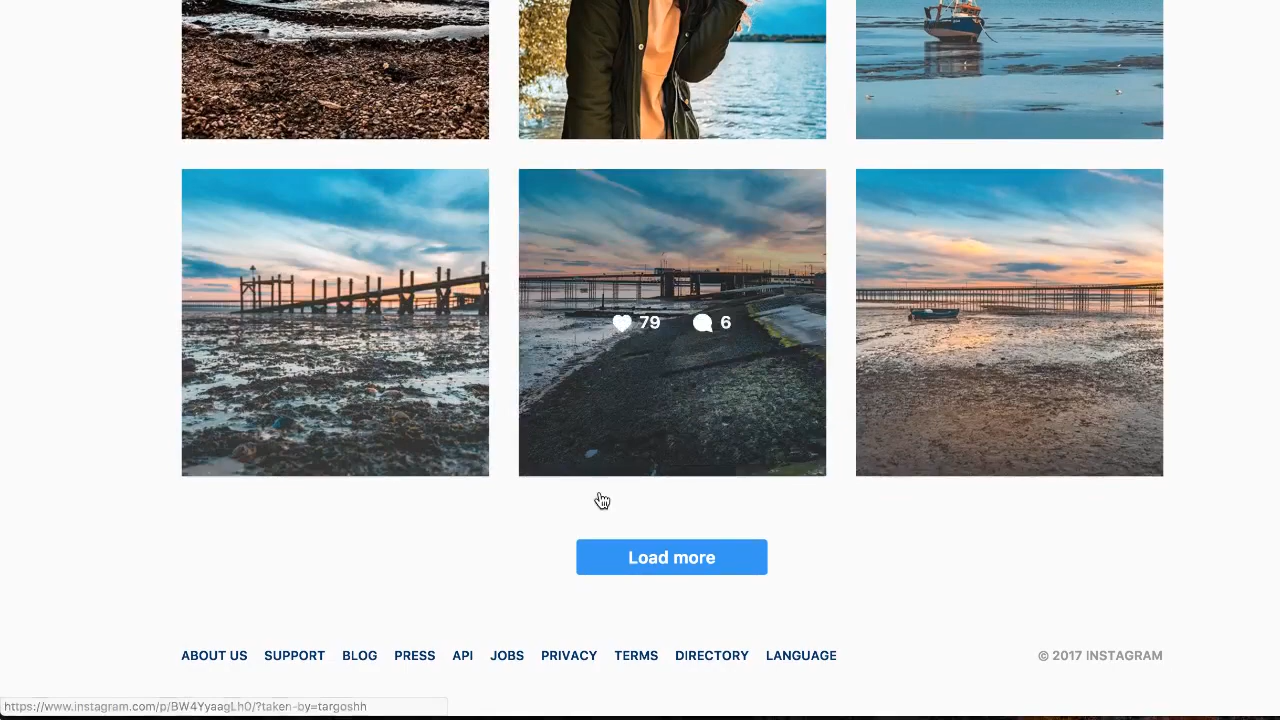 79 6
Load more
ABOUT US SUPPORT BLOG PRESS API JOBS PRIVACY TERMS DIRECTORY LANGUAGE © 2017 INSTAGRAM
https://www.instagram.com/p/BW4YyaagLh0/?taken-by=targoshh